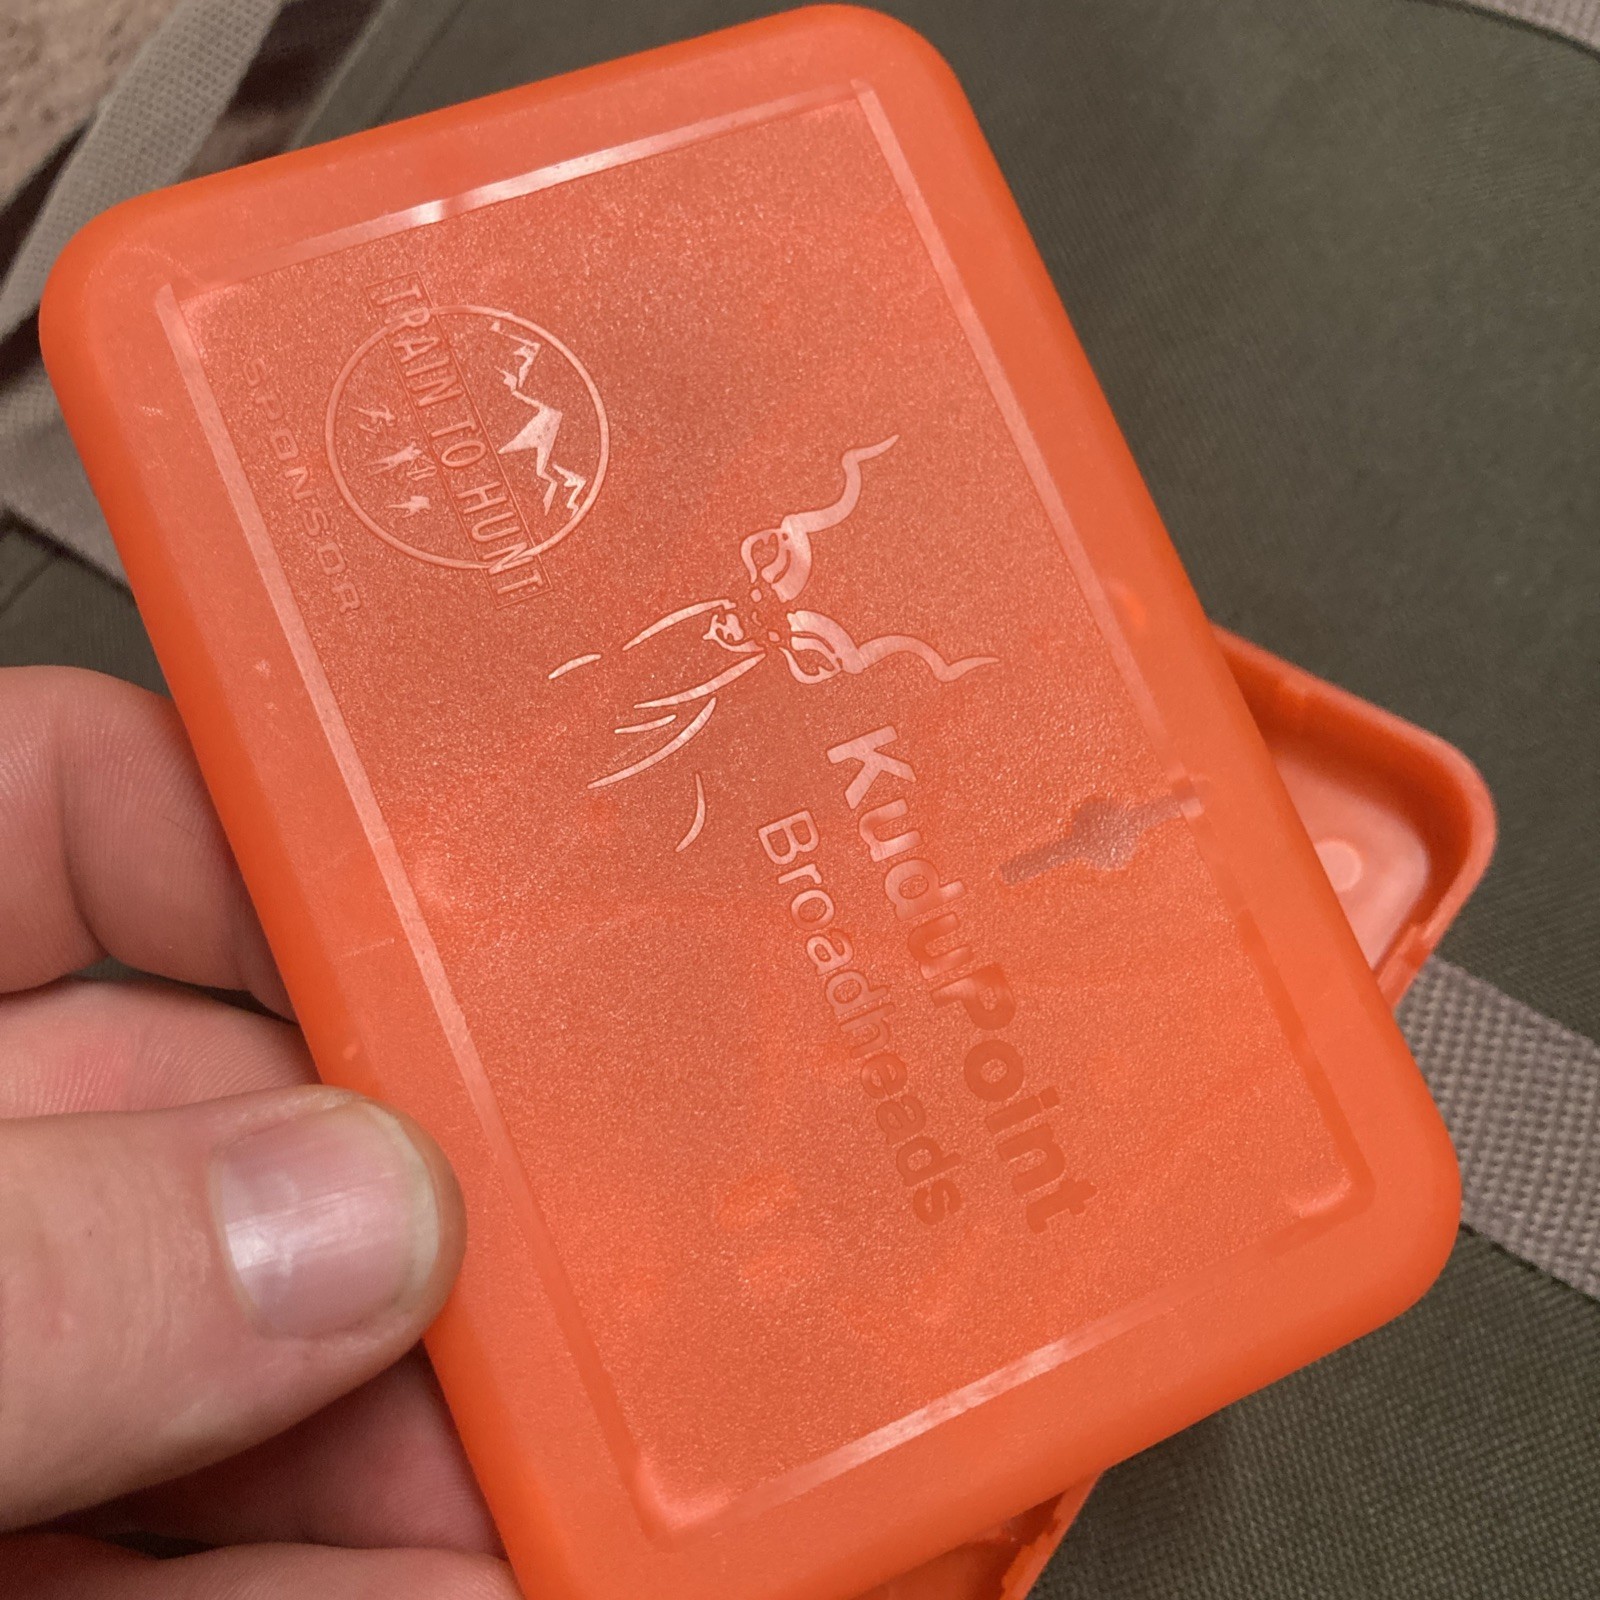 KuduPoint
Broadheads
TRAIN TO HUNT
SPONSOR